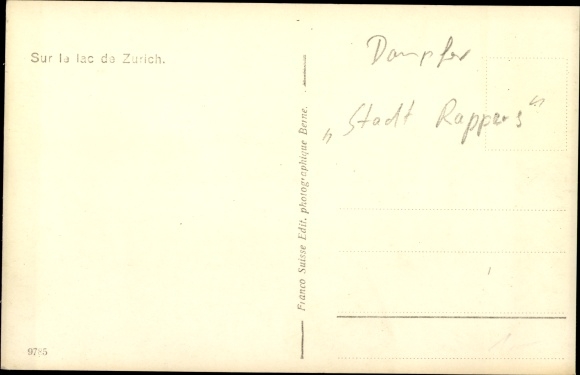 Sur le lac de Zurich.
Dampfer
„Stadt Rappers“
Franco Suisse Edit. photographique Berne.
9785